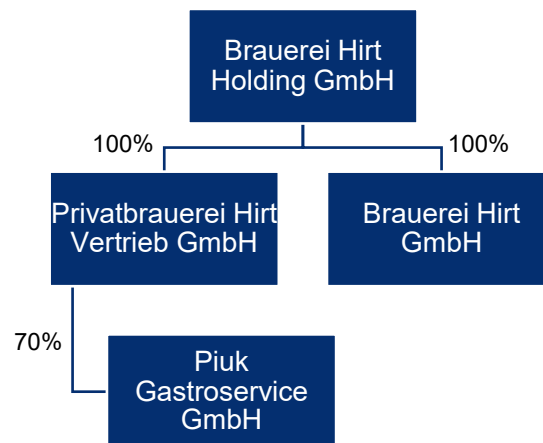 Brauerei Hirt
Holding GmbH
100%
100%
Privatbrauerei Hirt
Vertrieb GmbH
Brauerei Hirt
GmbH
70%
Piuk
Gastroservice
GmbH